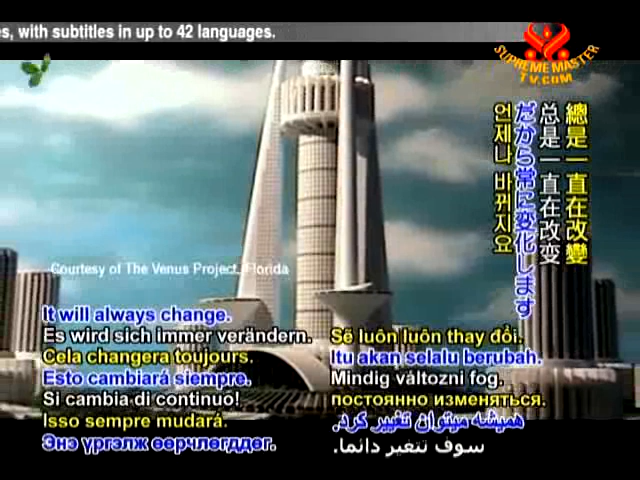 s, with subtitles in up to 42 languages.
SUPREME MASTER
TV.COM
總是一直在改變
总是一直在改变
だから常に変化します
언제나 바뀌지요
Courtesy of The Venus Project, Florida
It will always change.
Es wird sich immer verändern.
Cela changera toujours.
Esto cambiará siempre.
Si cambia di continuo!
Isso sempre mudará.
Энэ үргэлж өөрчлөгддөг.
Sẽ luôn luôn thay đổi.
Itu akan selalu berubah.
Mindig változni fog.
постоянно изменяться.
همیشه میتوان تغییر کرد.
سوف تتغير دائما.